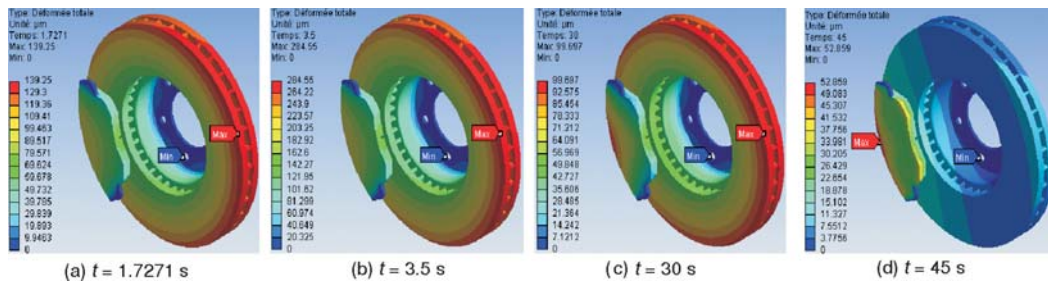 Type: Déformée totale
Unité: µm
Temps: 1,7271
Max: 139.25
Min: 0
139.25
129.3
119.36
109.41
99.463
89.517
79.571
69.624
59.678
49.732
39.785
29.839
19.893
9.9463
0
Max
Min
(a) t = 1.7271 s
Type: Déformée totale
Unité: µm
Temps: 3.5
Max: 284.55
Min: 0
284.55
264.22
243.9
223.57
203.25
182.92
162.6
142.27
121.95
101.62
81.299
60.974
40.649
20.325
0
Max
Min
(b) t = 3.5 s
Type: Déformée totale
Unité: µm
Temps: 30
Max: 99.697
Min: 0
99.697
92.575
85.454
78.333
71.212
64.091
56.969
49.848
42.727
35.606
28.485
21.364
14.242
7.1212
0
Max
Min
(c) t = 30 s
Type: Déformée totale
Unité: µm
Temps: 45
Max: 52,859
Min: 0
52.859
49.083
45.307
41.532
37.756
33.981
30.205
26.429
22.654
18.878
15.102
11.327
7.5512
3.7756
0
Max
Min
(d) t = 45 s